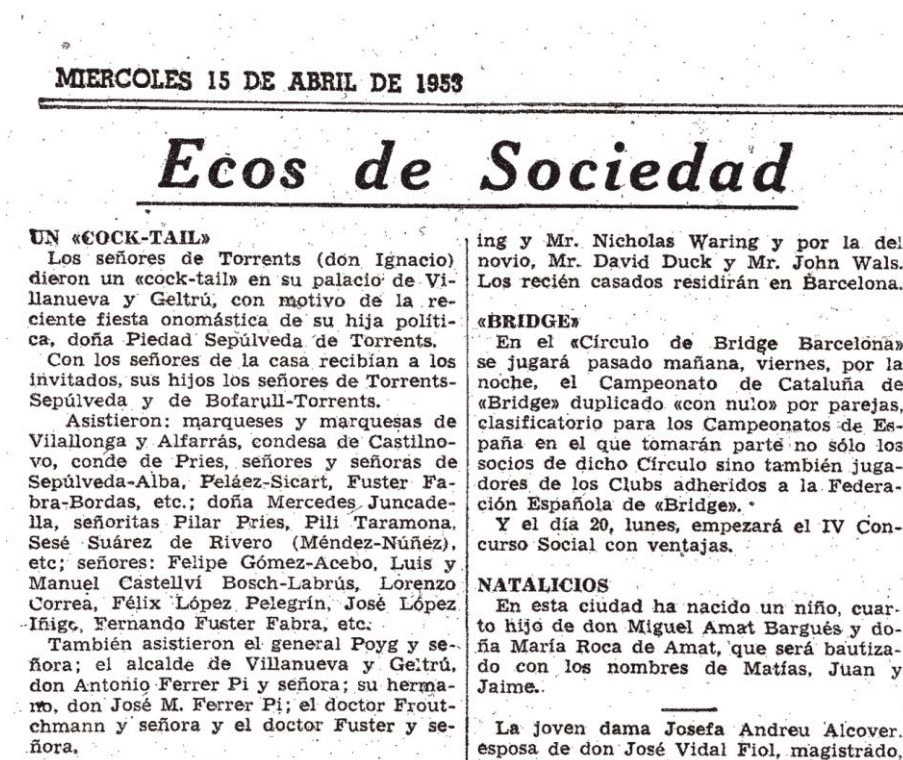 MIERCOLES 15 DE ABRIL DE 1953
Ecos de Sociedad
UN «COCK-TAIL»
Los señores de Torrents (don Ignacio)
dieron un «cock-tail» en su palacio de Vi-
llanueva y Geltrú, con motivo de la re-
ciente fiesta onomástica de su hija políti-
ca, doña Piedad Sepúlveda de Torrents.
Con los señores de la casa recibían a los
invitados, sus hijos los señores de Torrents-
Sepúlveda y de Bofarull-Torrents.
Asistieron: marqueses y marquesas de
Vilallonga y Alfarrás, condesa de Castilno-
vo, conde de Pries, señores y señoras de
Sepúlveda-Alba, Peláez-Sicart, Fuster Fa-
bra-Bordas, etc.; doña Mercedes Juncade-
lla, señoritas Pilar Pries, Pili Taramona,
Sesé Suárez de Rivero (Méndez-Núñez),
etc; señores: Felipe Gómez-Acebo, Luis y
Manuel Castellví Bosch-Labrús, Lorenzo
Correa, Félix López Pelegrín, José López
Iñigo, Fernando Fuster Fabra, etc.
También asistieron el general Poyg y se-
ñora; el alcalde de Villanueva y Geltrú,
don Antonio Ferrer Pi y señora; su herma-
no, don José M. Ferrer Pi; el doctor Frout-
chmann y señora y el doctor Fuster y se-
ñora.
ing y Mr. Nicholas Waring y por la del
novio, Mr. David Duck y Mr. John Wals.
Los recién casados residirán en Barcelona.
«BRIDGE»
En el «Círculo de Bridge Barcelona»
se jugará pasado mañana, viernes, por la
noche, el Campeonato de Cataluña de
«Bridge» duplicado «con nulo» por parejas,
clasificatorio para los Campeonatos de Es-
paña en el que tomarán parte no sólo los
socios de dicho Círculo sino también juga-
dores de los Clubs adheridos a la Federa-
ción Española de «Bridge».
Y el día 20, lunes, empezará el IV Con-
curso Social con ventajas.
NATALICIOS
En esta ciudad ha nacido un niño, cuar-
to hijo de don Miguel Amat Bargués y do-
ña María Roca de Amat, que será bautiza-
do con los nombres de Matías, Juan y
Jaime.
La joven dama Josefa Andreu Alcover,
esposa de don José Vidal Fiol, magistrado,